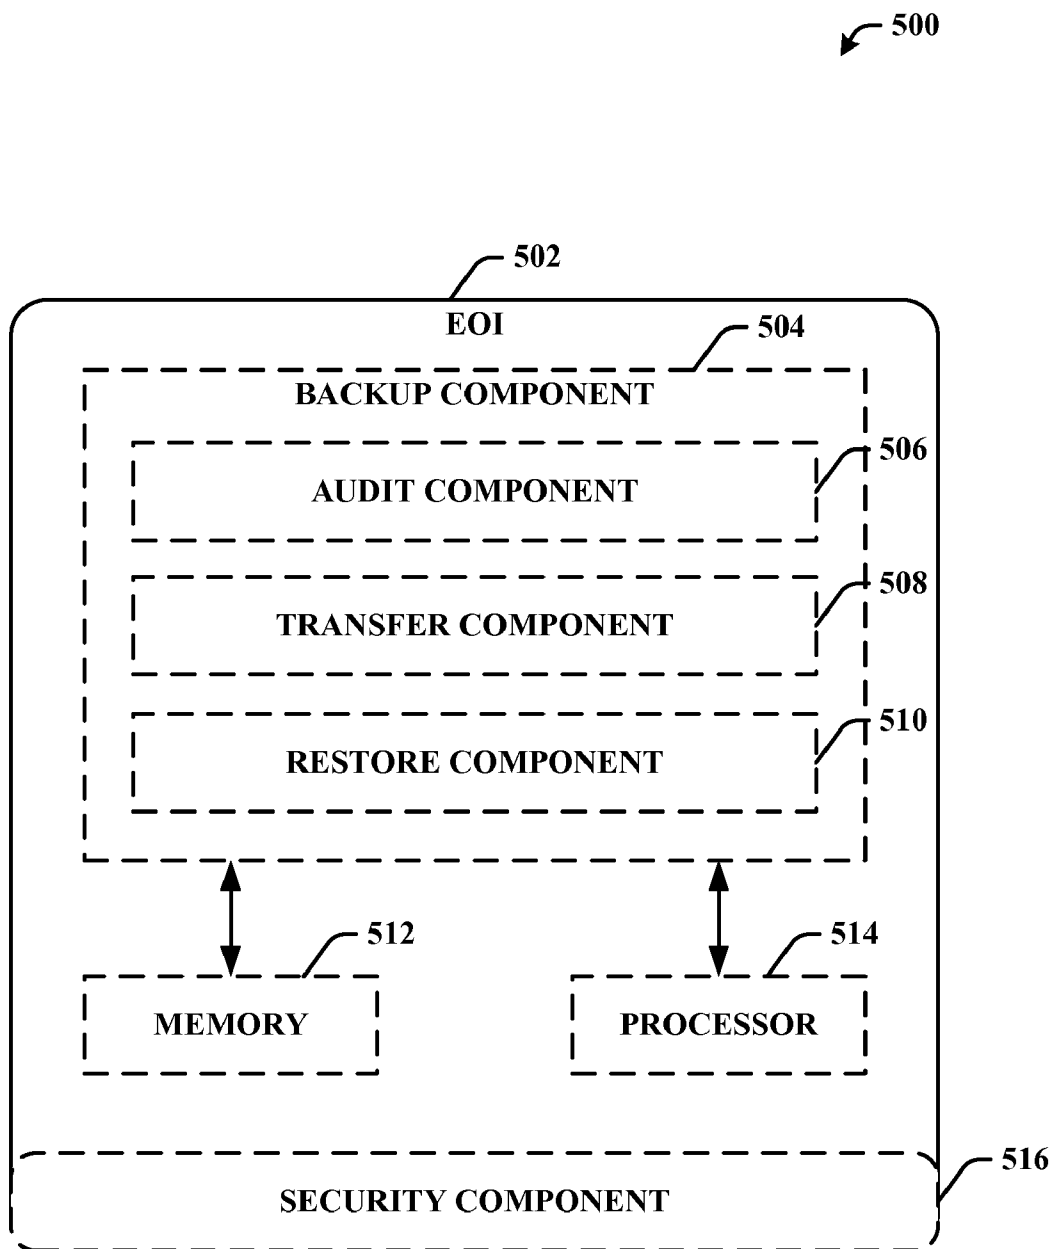 500
502
EOI
504
BACKUP COMPONENT
506
AUDIT COMPONENT
508
TRANSFER COMPONENT
510
RESTORE COMPONENT
512
514
MEMORY
PROCESSOR
516
SECURITY COMPONENT